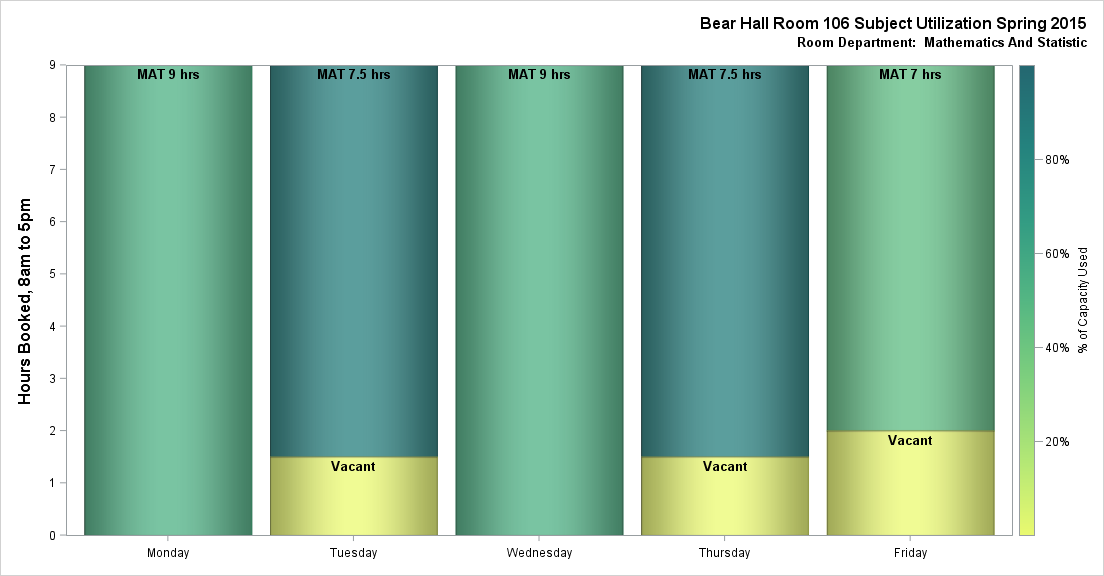 Bear Hall Room 106 Subject Utilization Spring 2015
Room Department: Mathematics And Statistic
Hours Booked, 8am to 5pm
9
8
7
6
5
4
3
2
1
0
MAT 9 hrs
MAT 7.5 hrs
MAT 9 hrs
MAT 7.5 hrs
MAT 7 hrs
Vacant
Vacant
Vacant
Monday
Tuesday
Wednesday
Thursday
Friday
80%
60%
40%
20%
% of Capacity Used